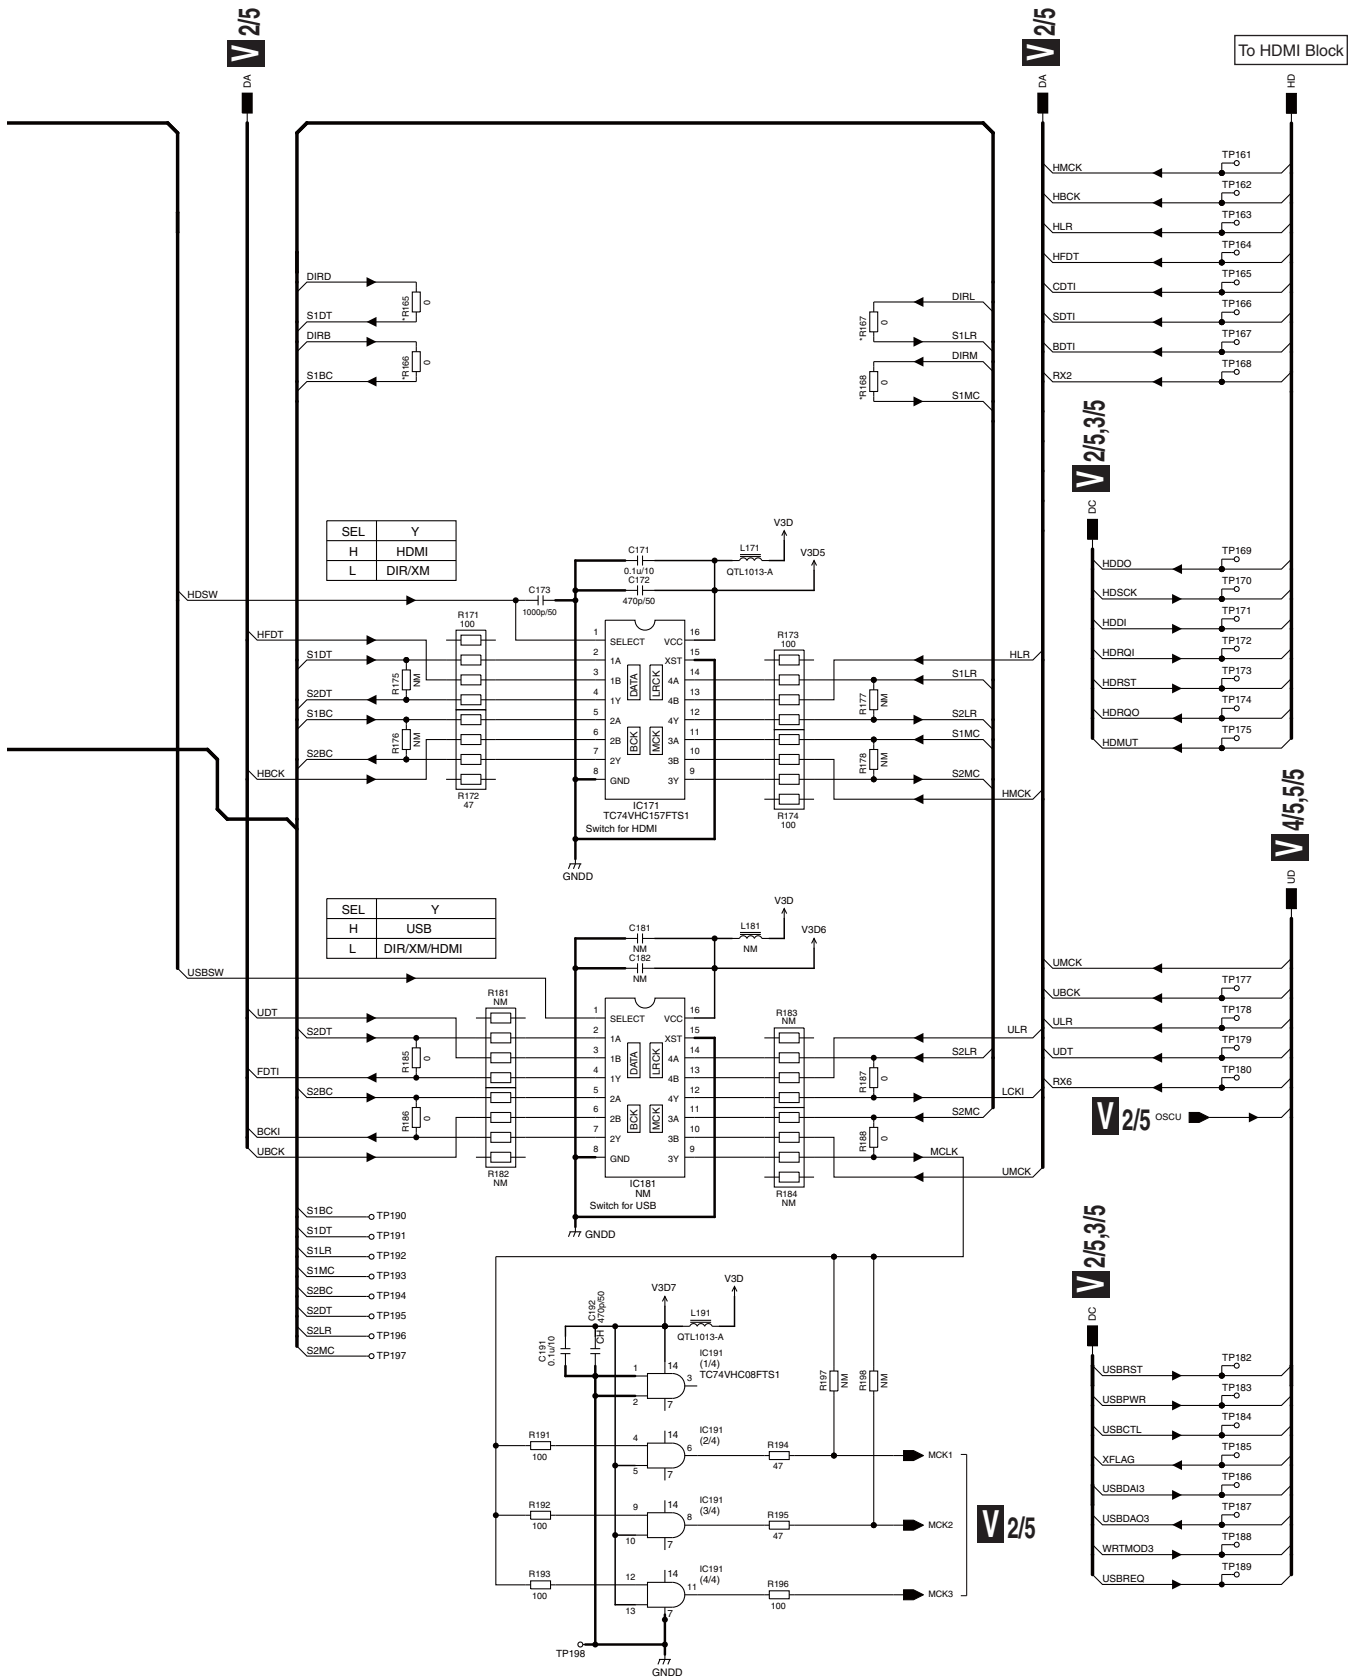 V 2/5
DA
V 2/5
DA
To HDMI Block
HD
HMCK
TP161
HBCK
TP162
HLR
TP163
HFDT
TP164
CDTI
TP165
SDTI
TP166
BDTI
TP167
RX2
TP168
DIRD
*R165
0
S1DT
DIRB
*R166
0
S1BC
DIRL
*R167
0
S1LR
DIRM
*R168
0
S1MC
V 2/5,3/5
DC
HDDO
TP169
HDSCK
TP170
HDDI
TP171
HDRQI
TP172
HDRST
TP173
HDRQO
TP174
HDMUT
TP175
SEL Y
H HDMI
L DIR/XM
HDSW
C173
1000p/50
C171
0.1u/10
C172
470p/50
L171
QTL1013-A
V3D
V3D5
HFDT
S1DT
R175
NM
S2DT
S1BC
R176
NM
S2BC
HBCK
R171
100
R172
47
1 SELECT VCC 16
2 1A XST 15
3 1B 4A 14
4 1Y 4B 13
5 2A 4Y 12
6 2B 3A 11
7 2Y 3B 10
8 GND 3Y 9
DATA
LRCK
BCK
MCK
IC171
TC74VHC157FTS1
Switch for HDMI
GNDD
R173
100
R174
100
R177
NM
R178
NM
HLR
S1LR
S2LR
S1MC
S2MC
HMCK
V 4/5,5/5
UD
SEL Y
H USB
L DIR/XM/HDMI
USBSW
C181
NM
C182
NM
L181
NM
V3D
V3D6
UDT
S2DT
R185
0
FDTI
S2BC
R186
0
BCKI
UBCK
R181
NM
R182
NM
1 SELECT VCC 16
2 1A XST 15
3 1B 4A 14
4 1Y 4B 13
5 2A 4Y 12
6 2B 3A 11
7 2Y 3B 10
8 GND 3Y 9
DATA
LRCK
BCK
MCK
IC181
NM
Switch for USB
GNDD
R183
NM
R184
NM
R187
0
R188
0
ULR
S2LR
LCKI
S2MC
MCLK
UMCK
UMCK
UBCK
TP177
ULR
TP178
UDT
TP179
RX6
TP180
V 2/5 OSCU
S1BC TP190
S1DT TP191
S1LR TP192
S1MC TP193
S2BC TP194
S2DT TP195
S2LR TP196
S2MC TP197
V3D7
V3D
L191
QTL1013-A
C191
0.1u/10
C192
470p/50
CH
IC191
(1/4)
TC74VHC08FTS1
1
2
3
14
7
R197
NM
R198
NM
R191
100
4
5
6
14
7
IC191
(2/4)
R194
47
MCK1
R192
100
9
10
8
14
7
IC191
(3/4)
R195
47
MCK2
V 2/5
R193
100
12
13
11
14
7
IC191
(4/4)
R196
100
MCK3
TP198
GNDD
V 2/5,3/5
DC
USBRST
TP182
USBPWR
TP183
USBCTL
TP184
XFLAG
TP185
USBDAI3
TP186
USBDAO3
TP187
WRTMOD3
TP188
USBREQ
TP189